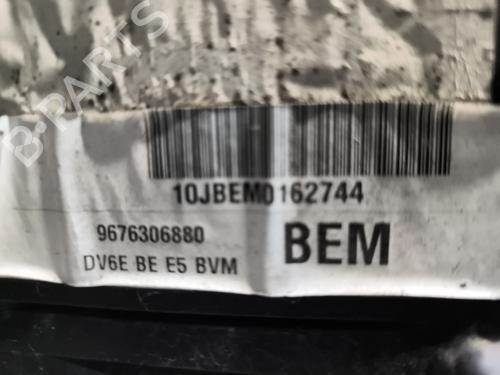 B-PARTS
10JBEM0162744
9676306880
BEM
DV6E BE E5 BVM